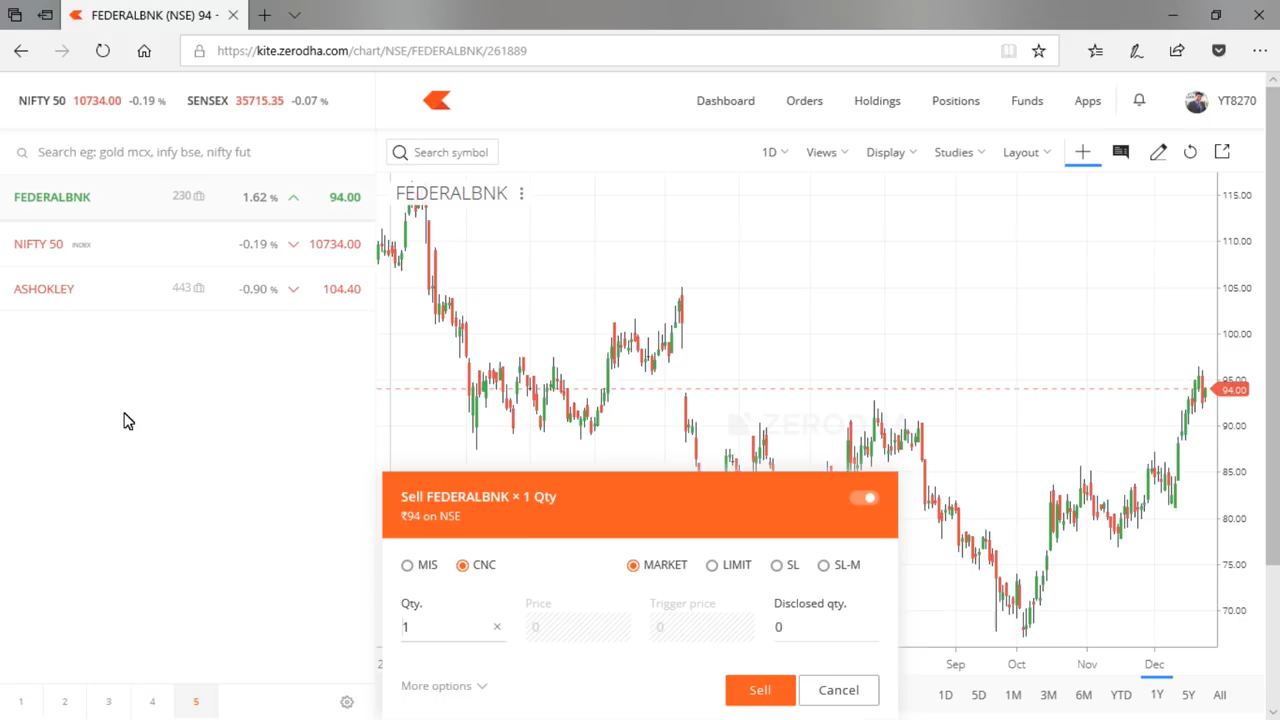 FEDERALBNK (NSE) 94 -
https://kite.zerodha.com/chart/NSE/FEDERALBNK/261889
NIFTY 50 10734.00 -0.19 % SENSEX 35715.35 -0.07 %
Dashboard Orders Holdings Positions Funds Apps YT8270
Search eg: gold mcx, infy bse, nifty fut
Search symbol 1D Views Display Studies Layout
FEDERALBNK 230 1.62 % 94.00
NIFTY 50 INDEX -0.19 % 10734.00
ASHOKLEY 443 -0.90 % 104.40
FEDERALBNK
115.00
110.00
105.00
100.00
95.00
94.00
90.00
85.00
80.00
75.00
70.00
ZERODHA
Sell FEDERALBNK × 1 Qty
₹94 on NSE
MIS CNC MARKET LIMIT SL SL-M
Qty. Price Trigger price Disclosed qty.
1 0 0 0
More options Sell Cancel
2 Sep Oct Nov Dec
1D 5D 1M 3M 6M YTD 1Y 5Y All
1 2 3 4 5